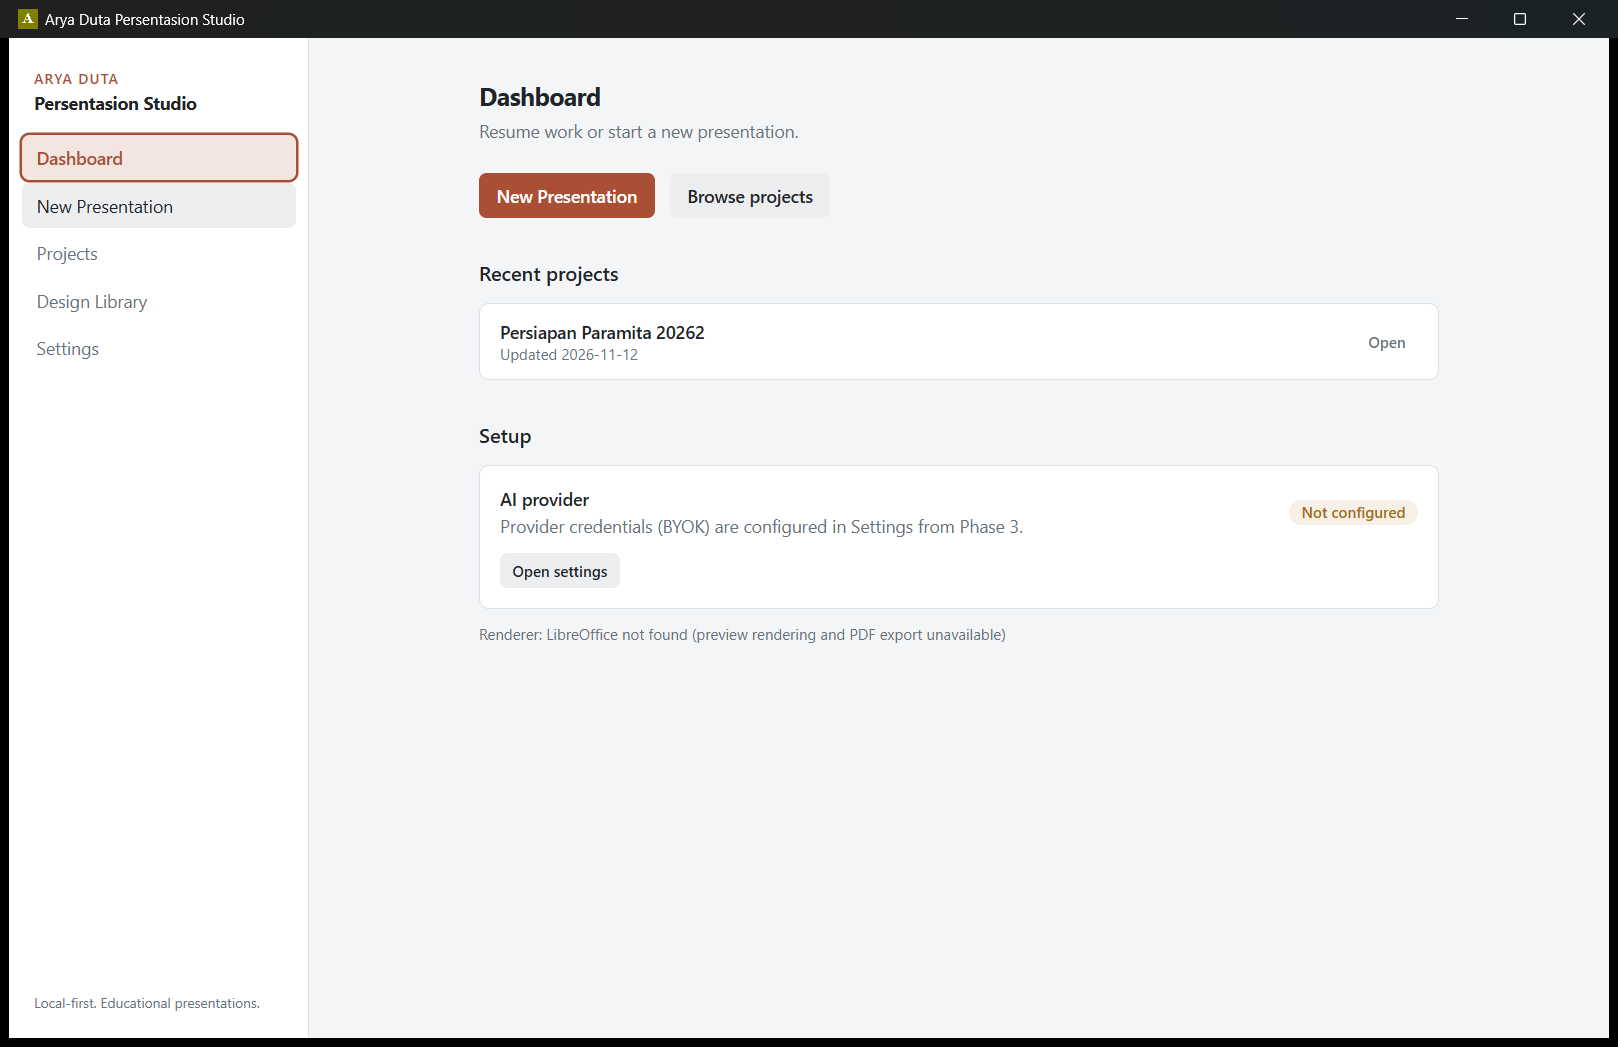 Arya Duta Persentasion Studio
ARYA DUTA
Persentasion Studio
Dashboard
New Presentation
Projects
Design Library
Settings
Local-first. Educational presentations.
Dashboard
Resume work or start a new presentation.
New Presentation
Browse projects
Recent projects
Persiapan Paramita 20262
Updated 2026-11-12
Open
Setup
AI provider
Provider credentials (BYOK) are configured in Settings from Phase 3.
Not configured
Open settings
Renderer: LibreOffice not found (preview rendering and PDF export unavailable)